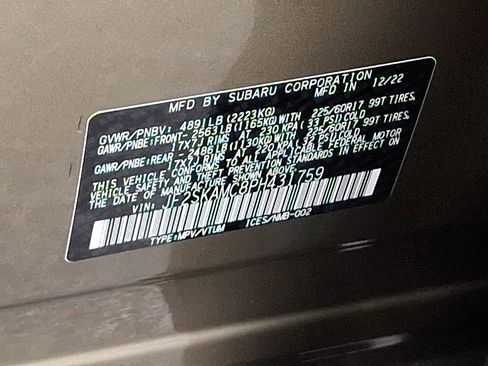 MFD BY SUBARU CORPORATION MFD IN 12/22
GVWR/PNBV: 4891LB(2223KG)
GAWR/PNBE:FRONT-2563LB(1165KG)WITH 225/60R17 99T TIRES,
17X7J RIMS AT 230 KPA(33 PSI)COLD
GAWR/PNBE:REAR-2486LB(1130KG)WITH 225/60R17 99T TIRES,
17X7J RIMS AT 220 KPA(32 PSI)COLD
THIS VEHICLE CONFORMS TO ALL APPLICABLE FEDERAL MOTOR
VEHICLE SAFETY AND THEFT PREVENTION STANDARDS IN EFFECT ON
THE DATE OF MANUFACTURE SHOWN ABOVE.
VIN: JF2SKAMC8PH431759
TYPE:MPV/VTUM ICES/NMB-002